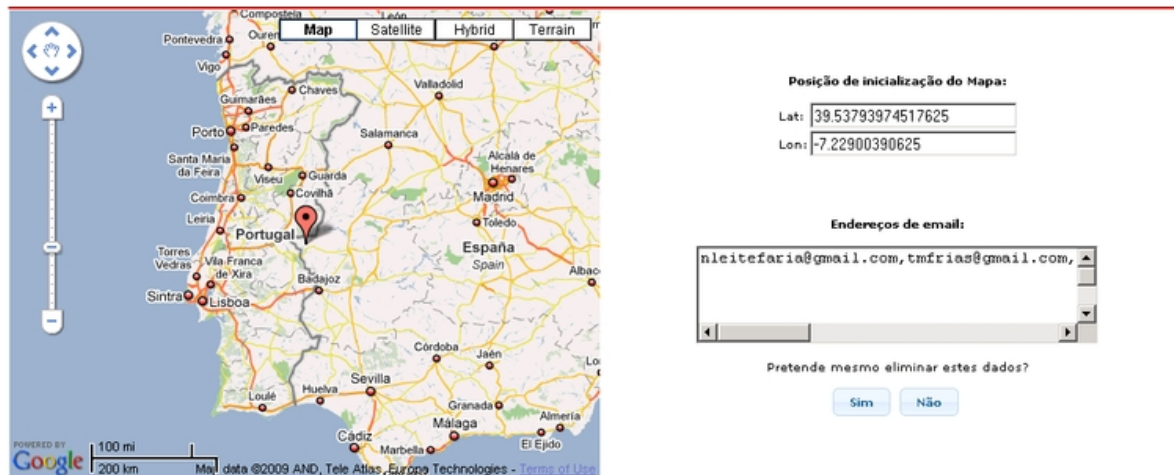 Compostela
León
Pontevedra
Ouren
Map
Satellite
Hybrid
Terrain
Vigo
Chaves
Valladolid
Guimarães
Porto
Paredes
Salamanca
Santa Maria
da Feira
Viseu
Guarda
Alcalá de
Henares
Madrid
Coimbra
Covilhã
Leiria
Toledo
Portugal
España
Spain
Torres
Vedras
Vila Franca
de Xira
Badajoz
Albac
Sintra
Lisboa
Córdoba
Jaén
Lo
Sevilla
Huelva
Loulé
Granada
Almería
Málaga
Cádiz
Marbella
El Ejido
POWERED BY
Google
100 mi
200 km
Map data ©2009 AND, Tele Atlas, Europa Technologies - Terms of Use
Posição de inicialização do Mapa:
Lat: 39.53793974517625
Lon: -7.22900390625
Endereços de email:
nleitefaria@gmail.com,tmfrias@gmail.com,
Pretende mesmo eliminar estes dados?
Sim
Não